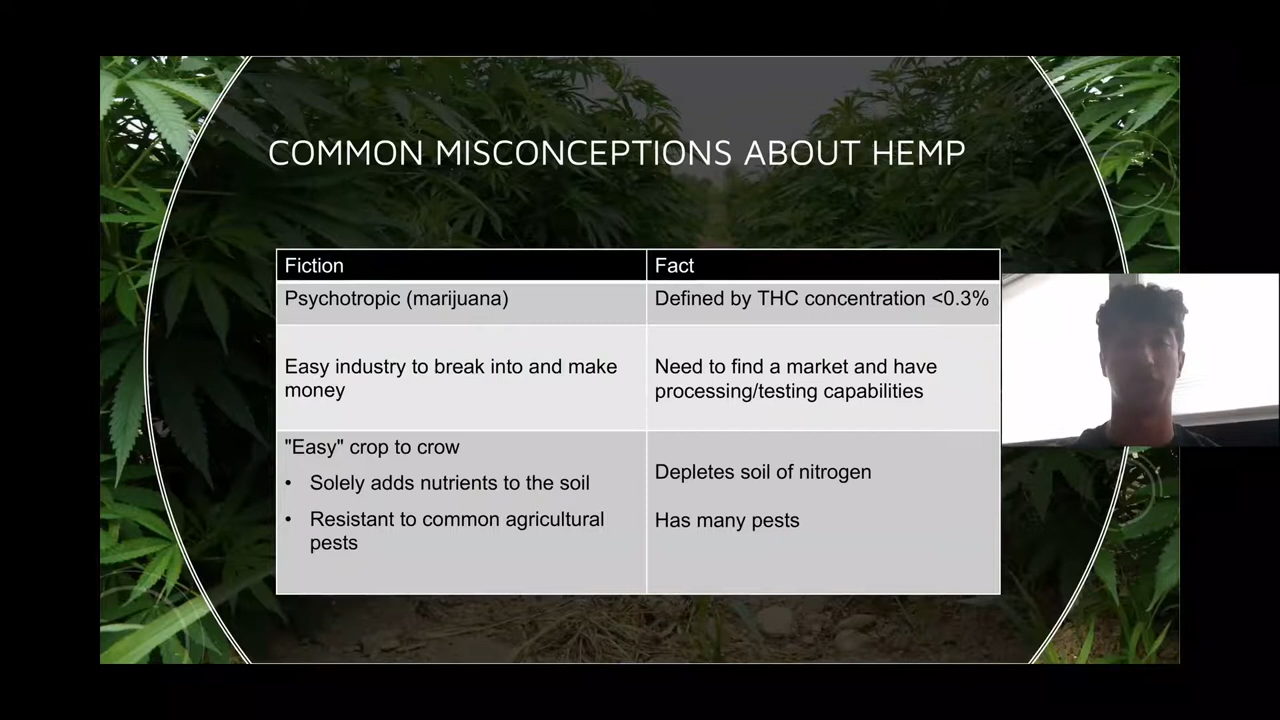 COMMON MISCONCEPTIONS ABOUT HEMP
Fiction
Fact
Psychotropic (marijuana)
Defined by THC concentration <0.3%
Easy industry to break into and make
money
Need to find a market and have
processing/testing capabilities
"Easy" crop to crow
• Solely adds nutrients to the soil
• Resistant to common agricultural
pests
Depletes soil of nitrogen
Has many pests